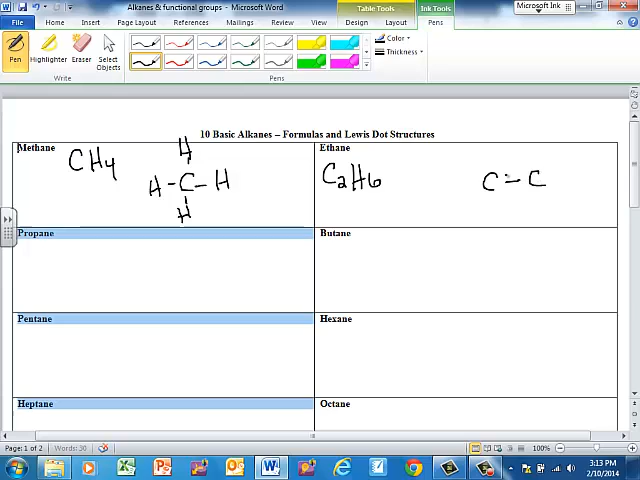 Alkanes & functional groups - Microsoft Word
Table Tools
Ink Tools
Microsoft Ink
File
Home
Insert
Page Layout
References
Mailings
Review
View
Design
Layout
Pens
Pen
Highlighter
Eraser
Select Objects
Color
Thickness
Write
Pens
10 Basic Alkanes – Formulas and Lewis Dot Structures
Methane
CH4
H
H - C - H
H
Ethane
C2H6
C - C
Propane
Butane
Pentane
Hexane
Heptane
Octane
Page: 1 of 2
Words: 30
100%
3:13 PM
2/10/2014